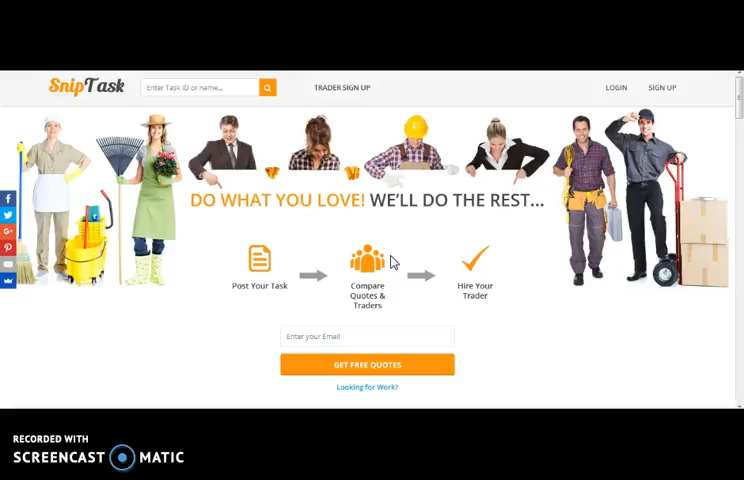 SnipTask
Enter Task ID or name...
TRADER SIGN UP
LOGIN
SIGN UP
DO WHAT YOU LOVE! WE'LL DO THE REST...
Post Your Task
Compare
Quotes &
Traders
Hire Your
Trader
Enter your Email
GET FREE QUOTES
Looking for Work?
RECORDED WITH
SCREENCAST MATIC